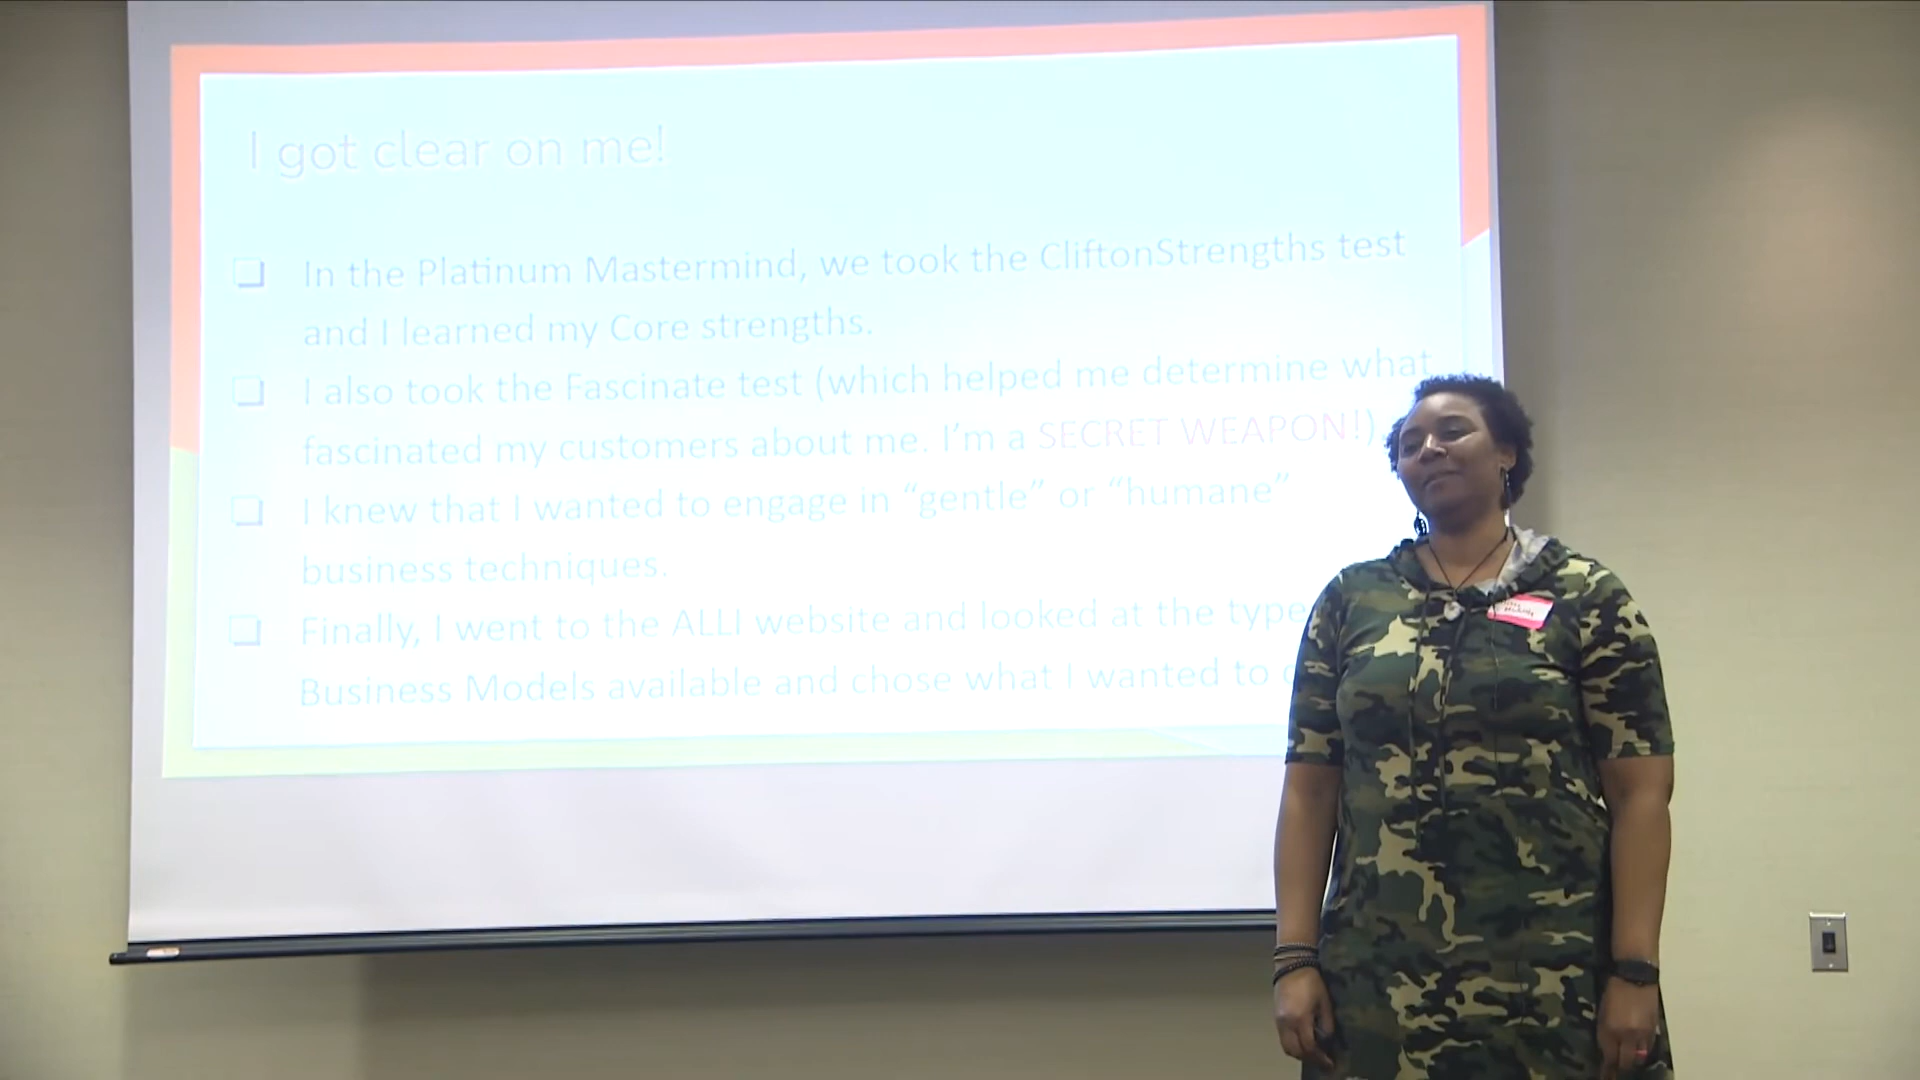 I got clear on me!
❑ In the Platinum Mastermind, we took the CliftonStrengths test
and I learned my Core strengths.
❑ I also took the Fascinate test (which helped me determine what
fascinated my customers about me. I'm a SECRET WEAPON!)
❑ I knew that I wanted to engage in “gentle” or “humane”
business techniques.
❑ Finally, I went to the ALLI website and looked at the type
Business Models available and chose what I wanted to